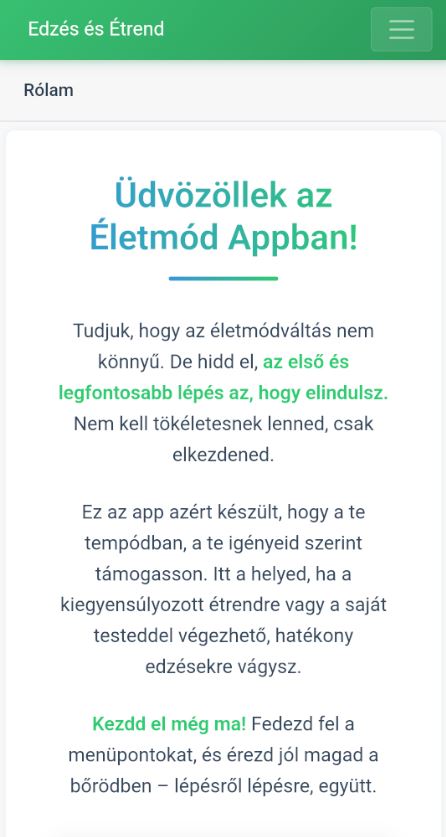 Edzés és Étrend
Rólam
Üdvözöllek az
Életmód Appban!
Tudjuk, hogy az életmódváltás nem
könnyű. De hidd el, az első és
legfontosabb lépés az, hogy elindulsz.
Nem kell tökéletesnek lenned, csak
elkezdened.
Ez az app azért készült, hogy a te
tempódban, a te igényeid szerint
támogasson. Itt a helyed, ha a
kiegyensúlyozott étrendre vagy a saját
testeddel végezhető, hatékony
edzésekre vágysz.
Kezdd el még ma! Fedezd fel a
menüpontokat, és érezd jól magad a
bőrödben – lépésről lépésre, együtt.